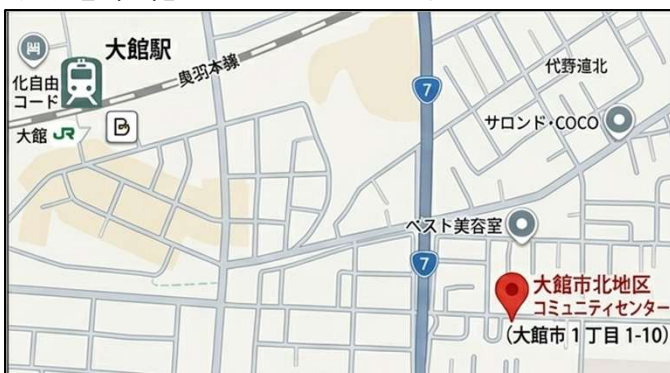 大館駅
化自由
コード
奥羽本線
大館 JR
7
代野道北
サロンド・COCO
ベスト美容室
7
大館市北地区
コミュニティセンター
(大館市1丁目1-10)